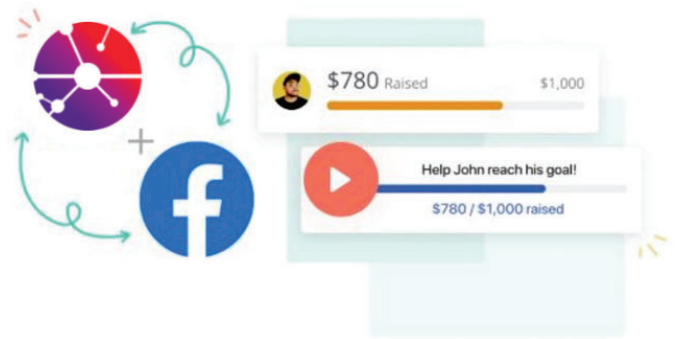 $780 Raised $1,000
Help John reach his goal!
$780 / $1,000 raised